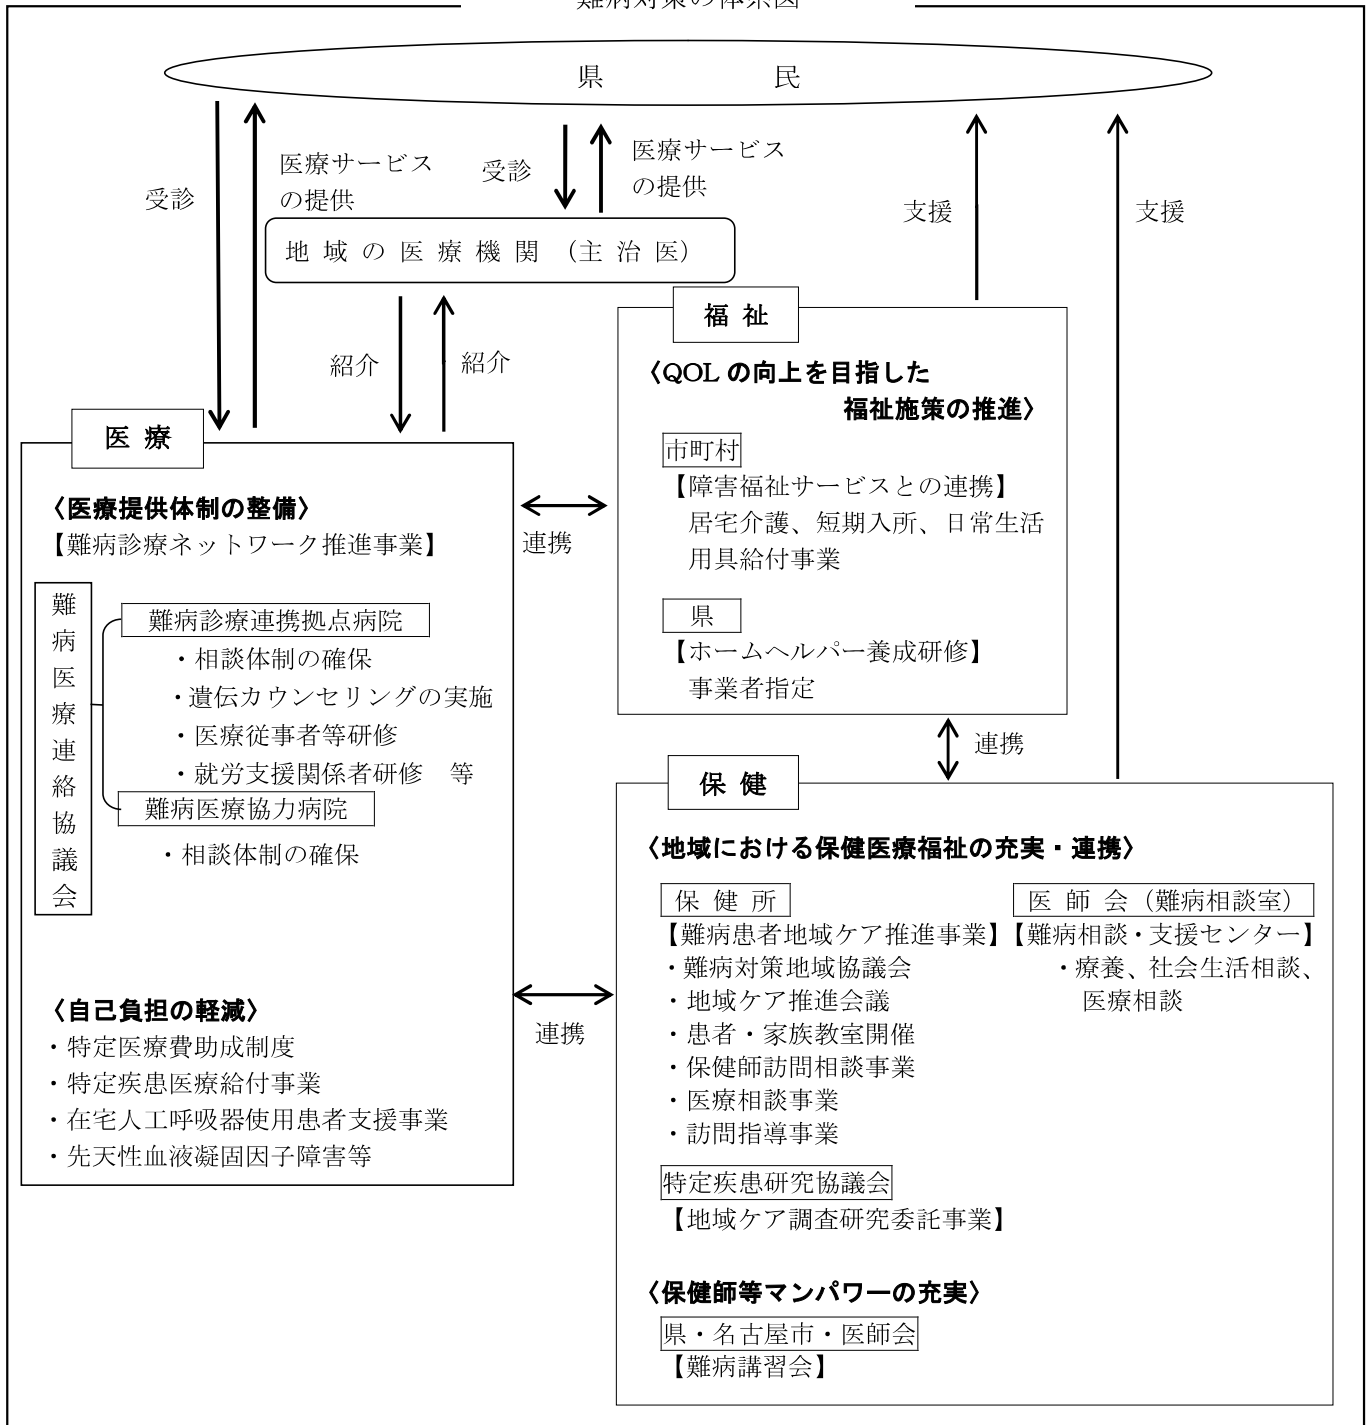 難病対策の体系図
県　　　民
受診
医療サービス
の提供
受診
医療サービス
の提供
支援
支援
地域の医療機関（主治医）
紹介
紹介
医療
〈医療提供体制の整備〉
【難病診療ネットワーク推進事業】
難病医療連絡協議会
難病診療連携拠点病院
・相談体制の確保
・遺伝カウンセリングの実施
・医療従事者等研修
・就労支援関係者研修　等
難病医療協力病院
・相談体制の確保
〈自己負担の軽減〉
・特定医療費助成制度
・特定疾患医療給付事業
・在宅人工呼吸器使用患者支援事業
・先天性血液凝固因子障害等
連携
連携
福祉
〈QOLの向上を目指した
福祉施策の推進〉
市町村
【障害福祉サービスとの連携】
居宅介護、短期入所、日常生活
用具給付事業
県
【ホームヘルパー養成研修】
事業者指定
連携
保健
〈地域における保健医療福祉の充実・連携〉
保健所
【難病患者地域ケア推進事業】
・難病対策地域協議会
・地域ケア推進会議
・患者・家族教室開催
・保健師訪問相談事業
・医療相談事業
・訪問指導事業
医師会（難病相談室）
【難病相談・支援センター】
・療養、社会生活相談、
医療相談
特定疾患研究協議会
【地域ケア調査研究委託事業】
〈保健師等マンパワーの充実〉
県・名古屋市・医師会
【難病講習会】